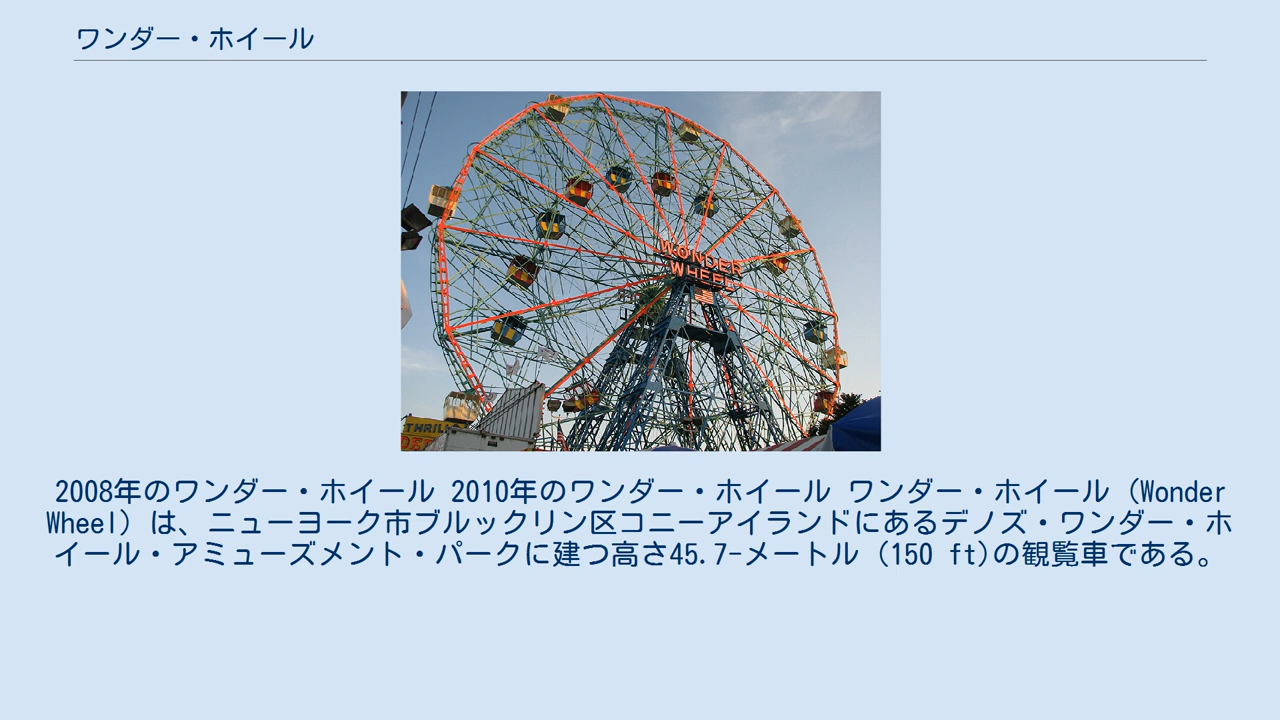 ワンダー・ホイール
WONDER
WHEEL
THRILL
2008年のワンダー・ホイール 2010年のワンダー・ホイール ワンダー・ホイール (Wonder
Wheel) は、ニューヨーク市ブルックリン区コニーアイランドにあるデノズ・ワンダー・ホ
イール・アミューズメント・パークに建つ高さ45.7-メートル (150 ft)の観覧車である。